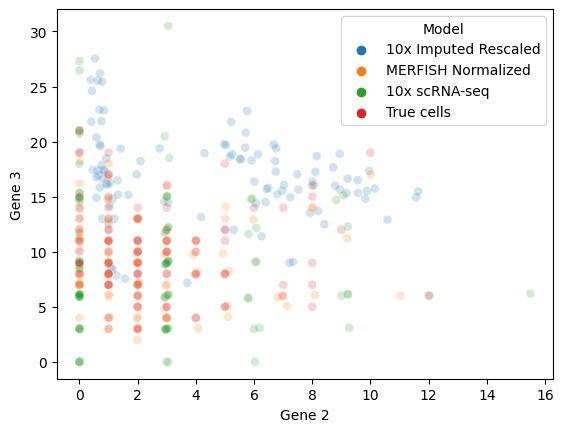 Model
10x Imputed Rescaled
MERFISH Normalized
10x scRNA-seq
True cells
30
25
20
15
10
5
0
Gene 3
0 2 4 6 8 10 12 14 16
Gene 2